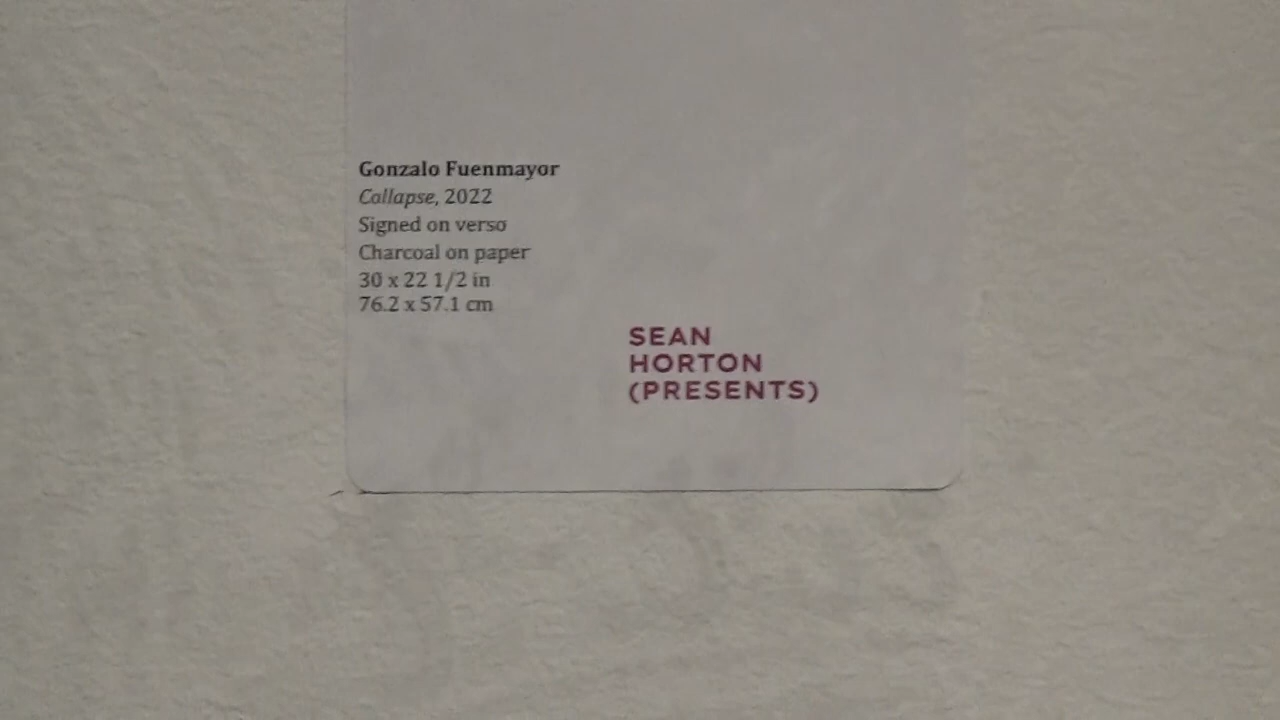 Gonzalo Fuenmayor
Collapse, 2022
Signed on verso
Charcoal on paper
30 x 22 1/2 in
76.2 x 57.1 cm
SEAN
HORTON
(PRESENTS)